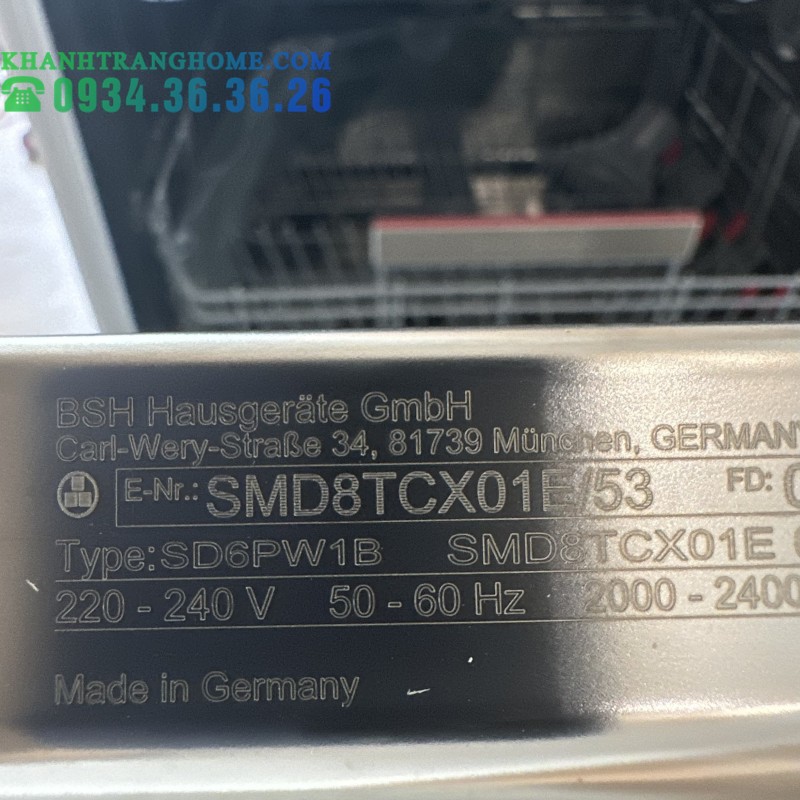 KHANHTRANGHOME.COM
0934.36.36.26
BSH Hausgeräte GmbH
Carl-Wery-Straße 34, 81739 München, GERMANY
E-Nr.: SMD8TCX01E/53 FD:
Type: SD6PW1B SMD8TCX01E
220 - 240 V 50 - 60 Hz 2000 - 2400
Made in Germany